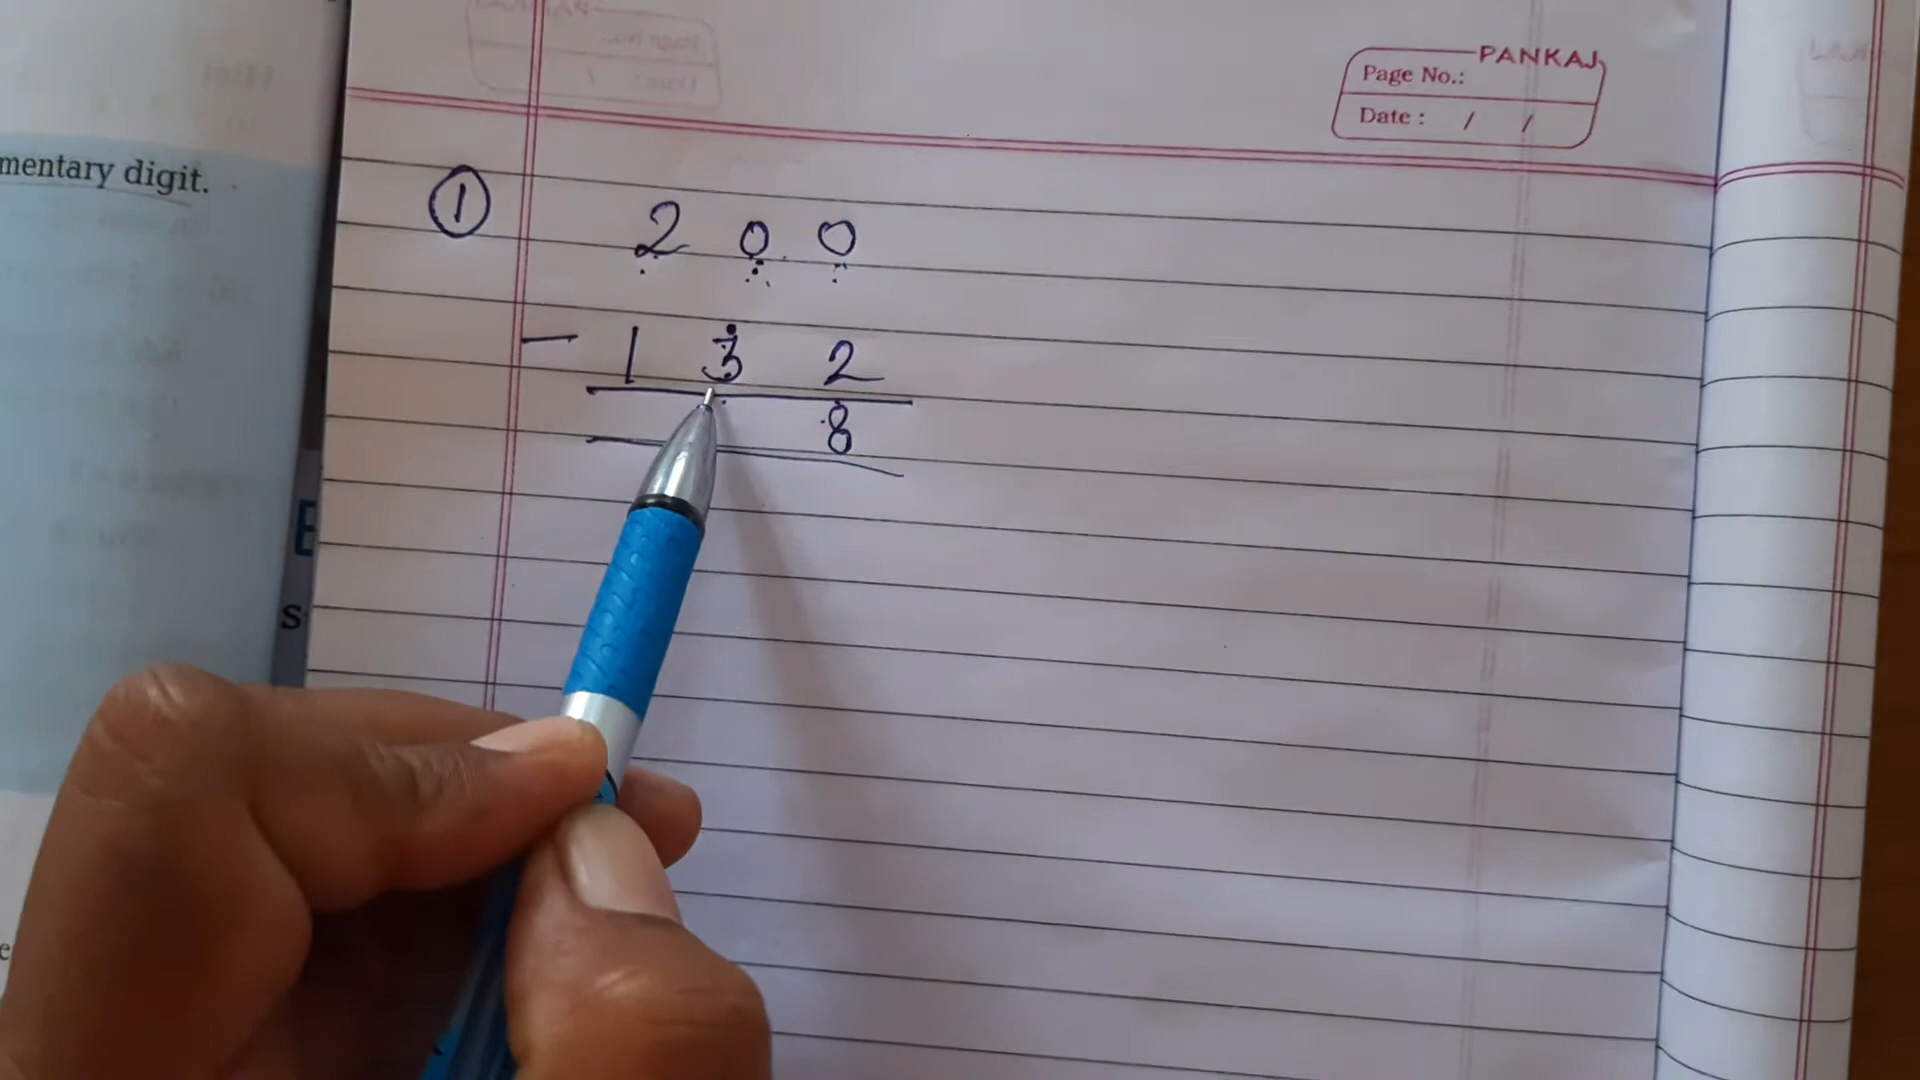 mentary digit.
PANKAJ
Page No.:
Date : / /
① 2 0 0
- 1 3 2
8